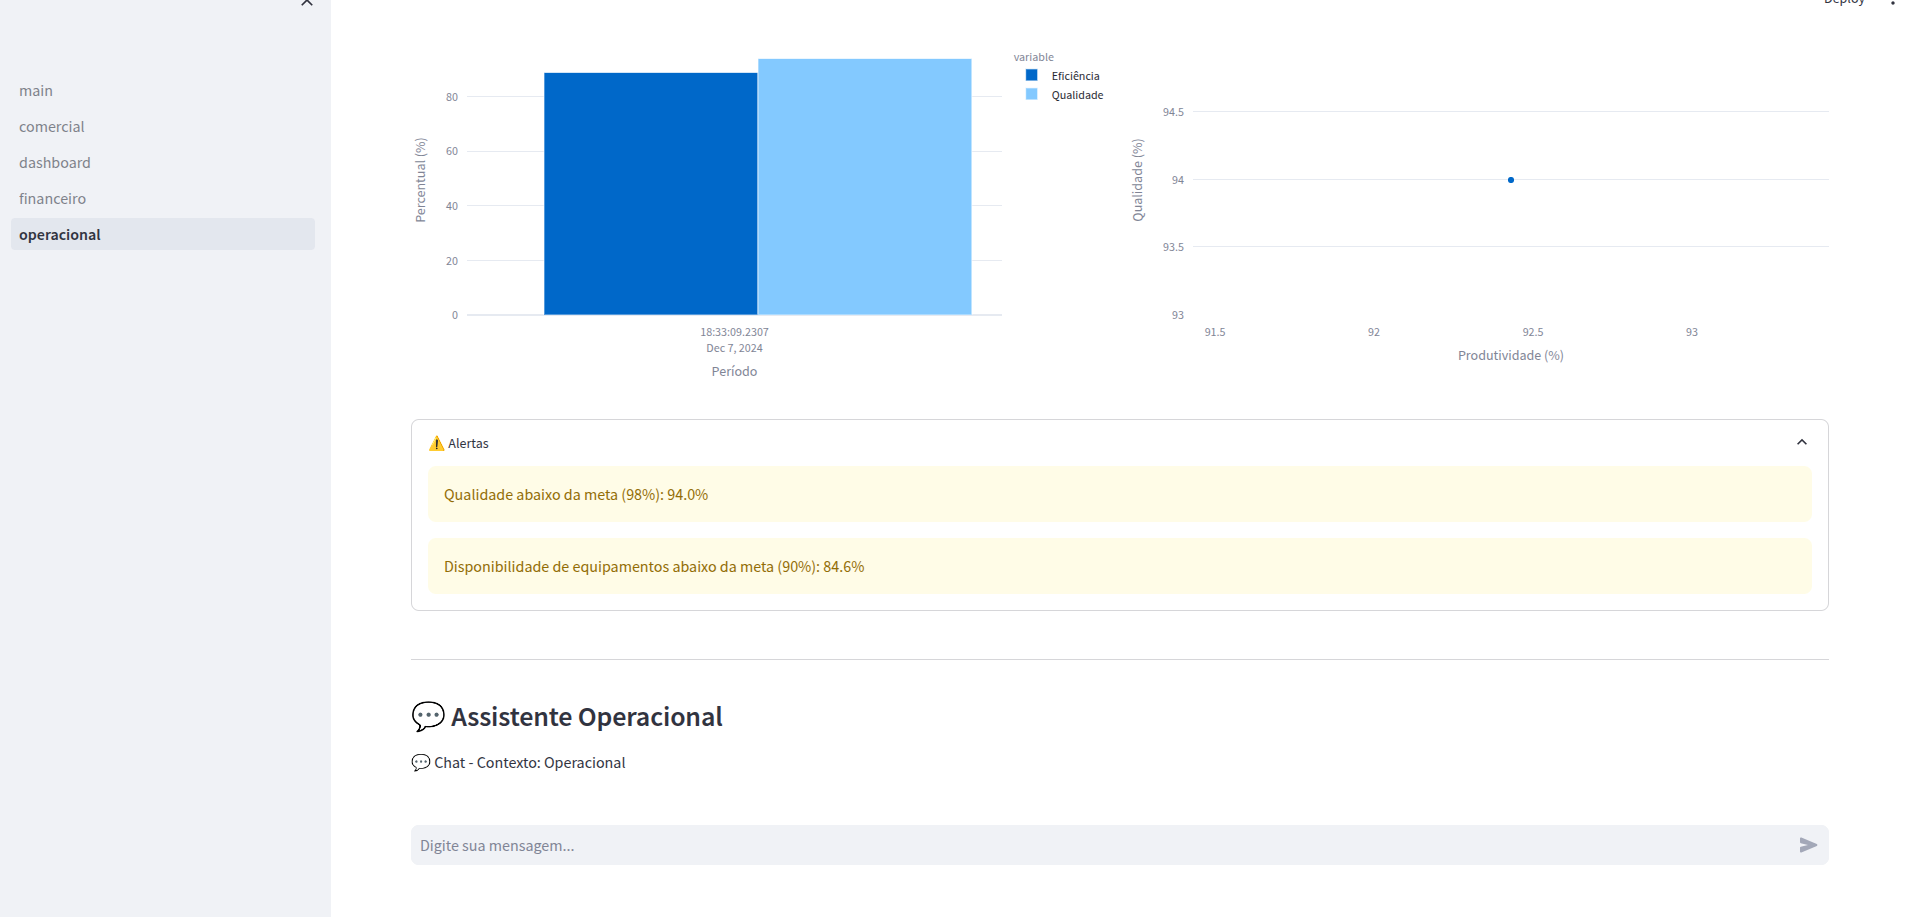 Deploy
main
comercial
dashboard
financeiro
operacional
variable
Eficiência
Qualidade
80
60
40
20
0
Percentual (%)
18:33:09.2307
Dec 7, 2024
Período
94.5
94
93.5
93
Qualidade (%)
91.5 92 92.5 93
Produtividade (%)
⚠️ Alertas
Qualidade abaixo da meta (98%): 94.0%
Disponibilidade de equipamentos abaixo da meta (90%): 84.6%
💬 Assistente Operacional
💬 Chat - Contexto: Operacional
Digite sua mensagem...